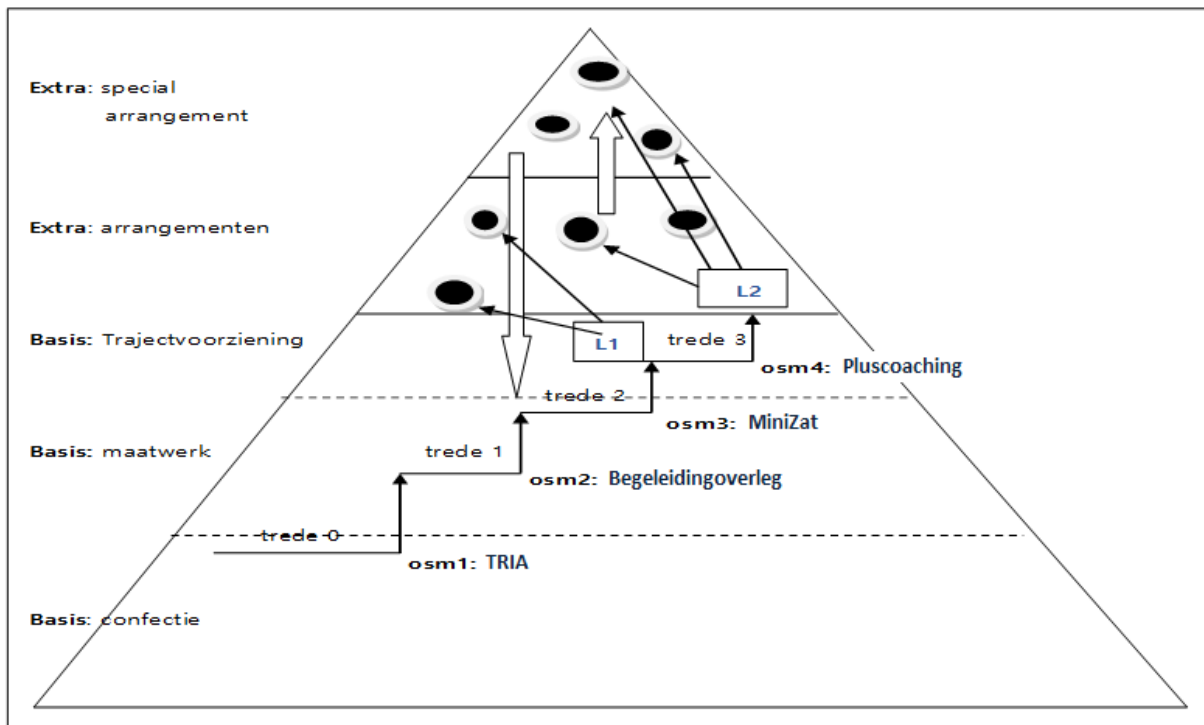 Extra: special
arrangement
Extra: arrangementen
L2
Basis: Trajectvoorziening
L1
trede 3
osm4: Pluscoaching
trede 2
osm3: MiniZat
Basis: maatwerk
trede 1
osm2: Begeleidingoverleg
trede 0
osm1: TRIA
Basis: confectie